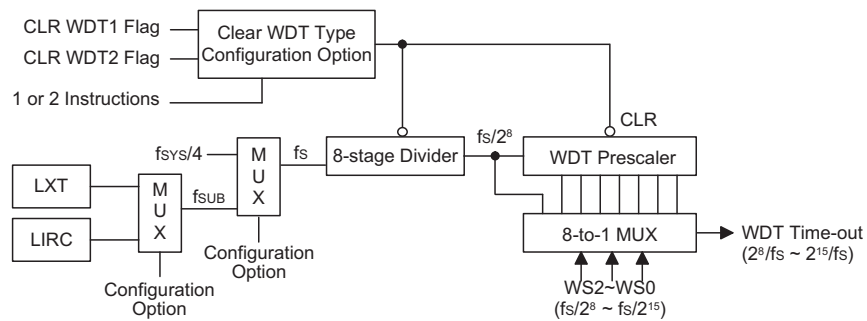 CLR WDT1 Flag
CLR WDT2 Flag
1 or 2 Instructions
Clear WDT Type
Configuration Option
CLR
fSYS/4
M
U
X
fS
8-stage Divider
fS/2⁸
WDT Prescaler
LXT
LIRC
M
U
X
fSUB
Configuration
Option
Configuration
Option
8-to-1 MUX
WDT Time-out
(2⁸/fS ~ 2¹⁵/fS)
WS2~WS0
(fS/2⁸ ~ fS/2¹⁵)